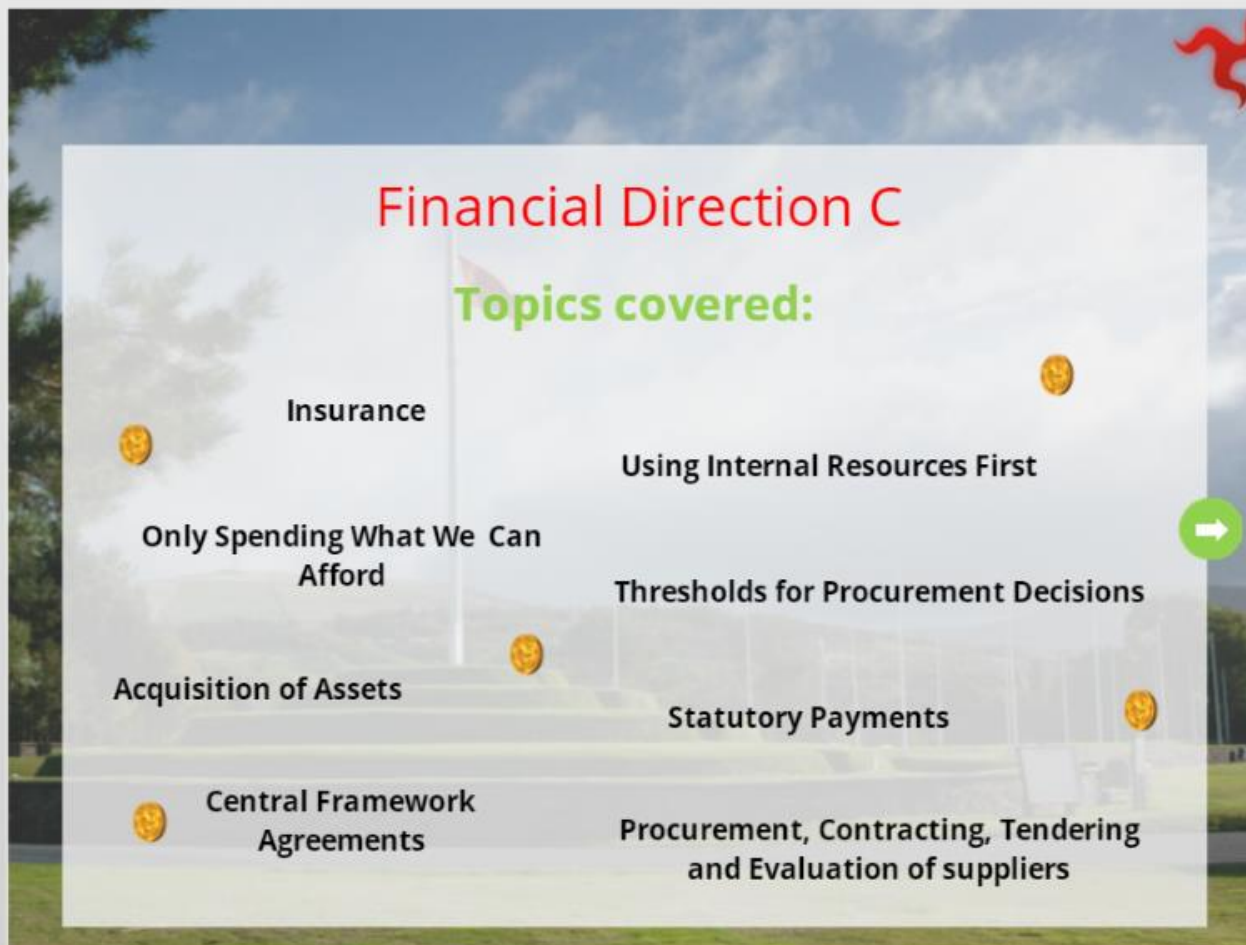 Financial Direction C
Topics covered:
Insurance
Using Internal Resources First
Only Spending What We Can
Afford
Thresholds for Procurement Decisions
Acquisition of Assets
Statutory Payments
Central Framework
Agreements
Procurement, Contracting, Tendering
and Evaluation of suppliers